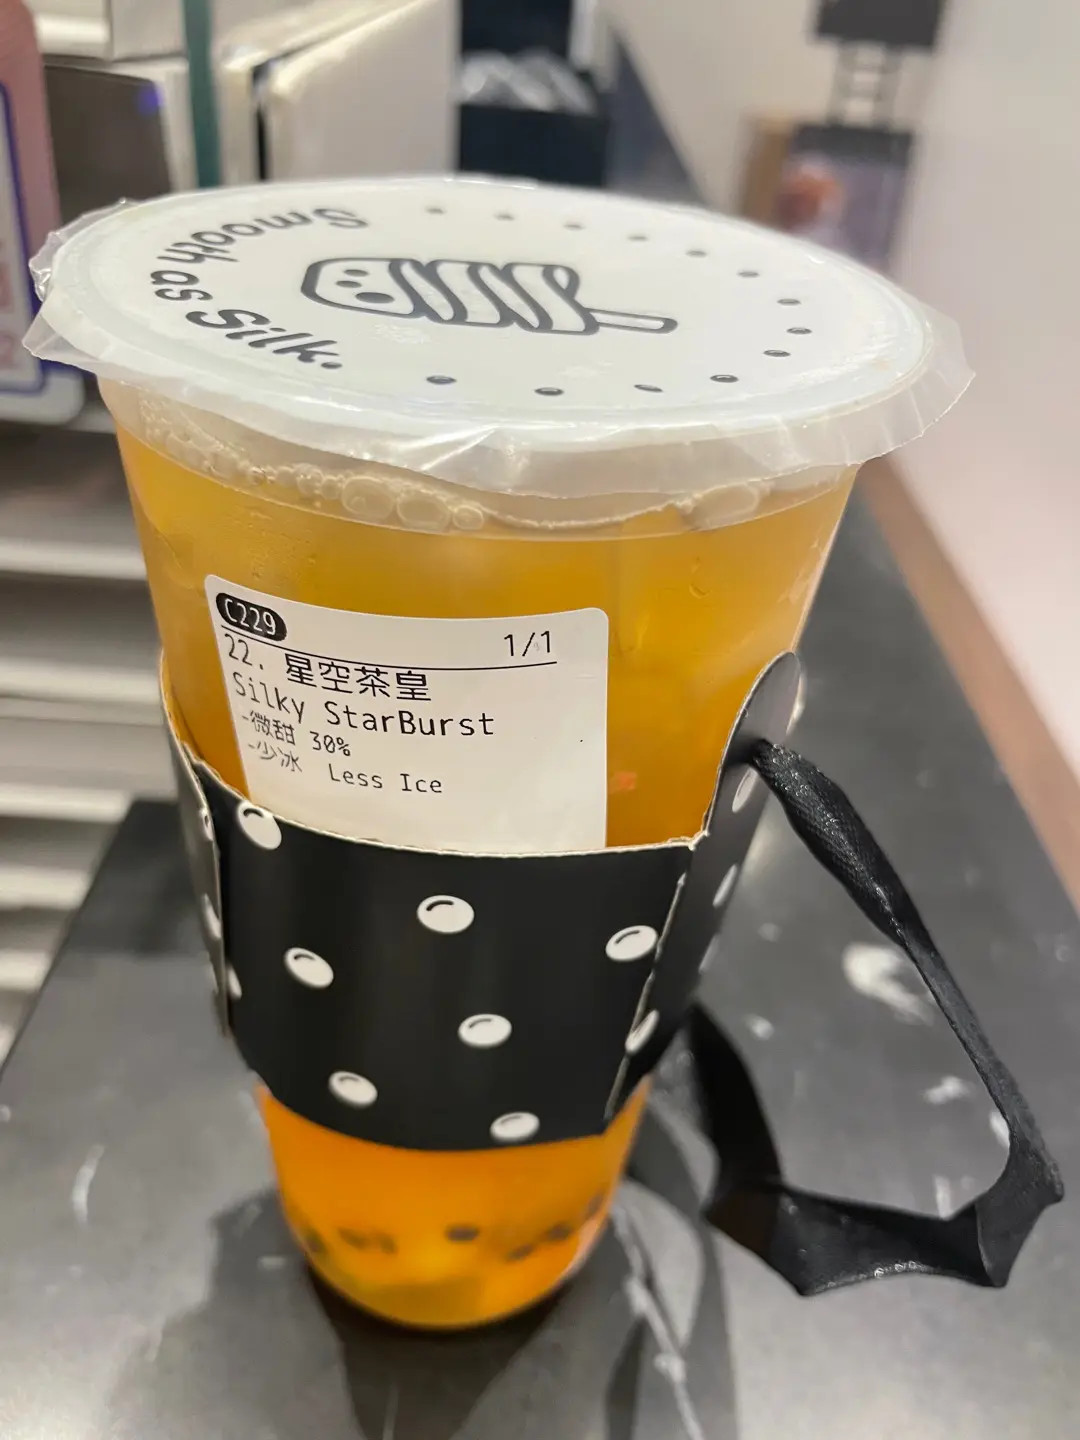 Smooth as Silk.
C229
1/1
22. 星空茶皇
Silky StarBurst
-微甜 30%
-少冰 Less Ice